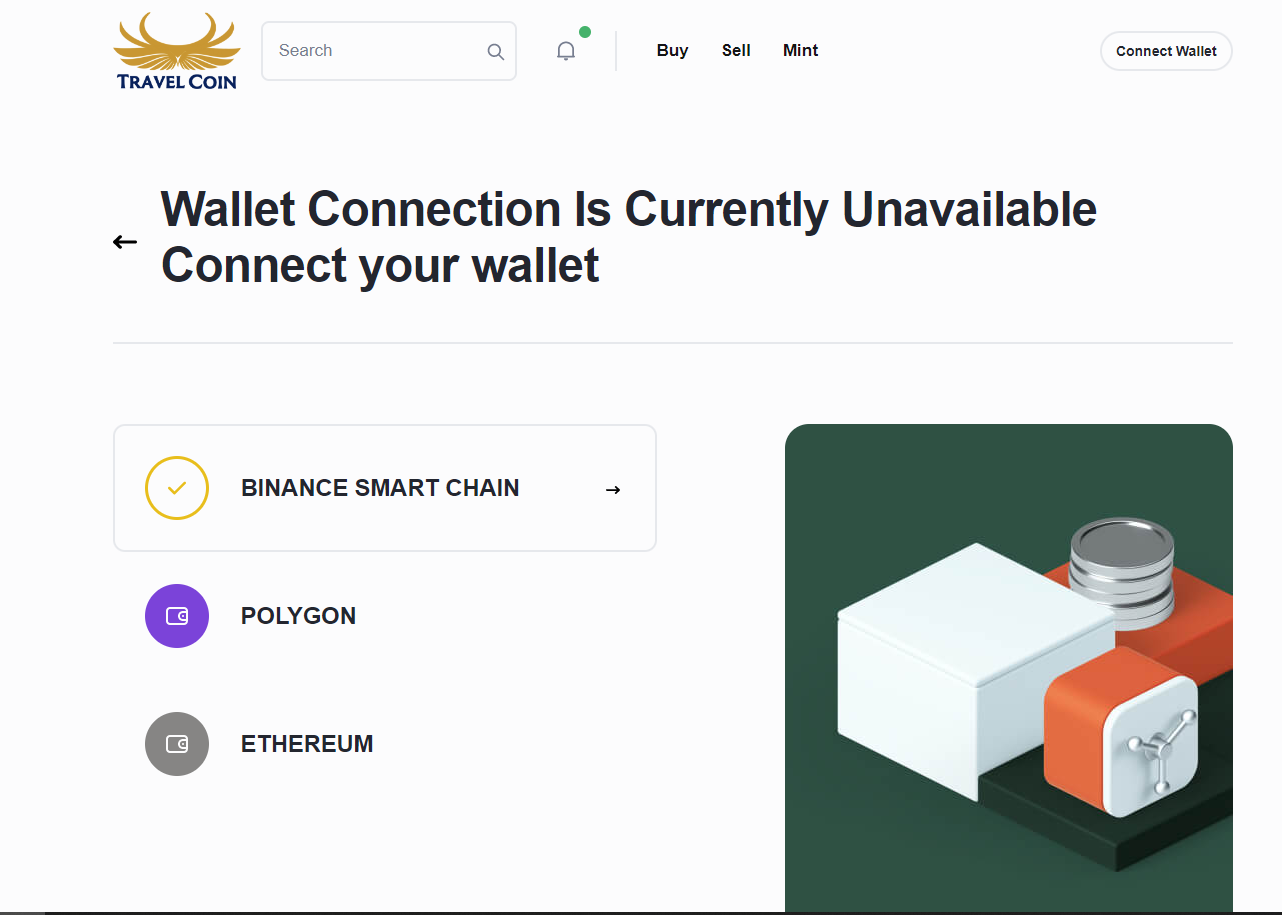 TRAVEL COIN
Search
Buy
Sell
Mint
Connect Wallet
Wallet Connection Is Currently Unavailable
Connect your wallet
BINANCE SMART CHAIN
POLYGON
ETHEREUM